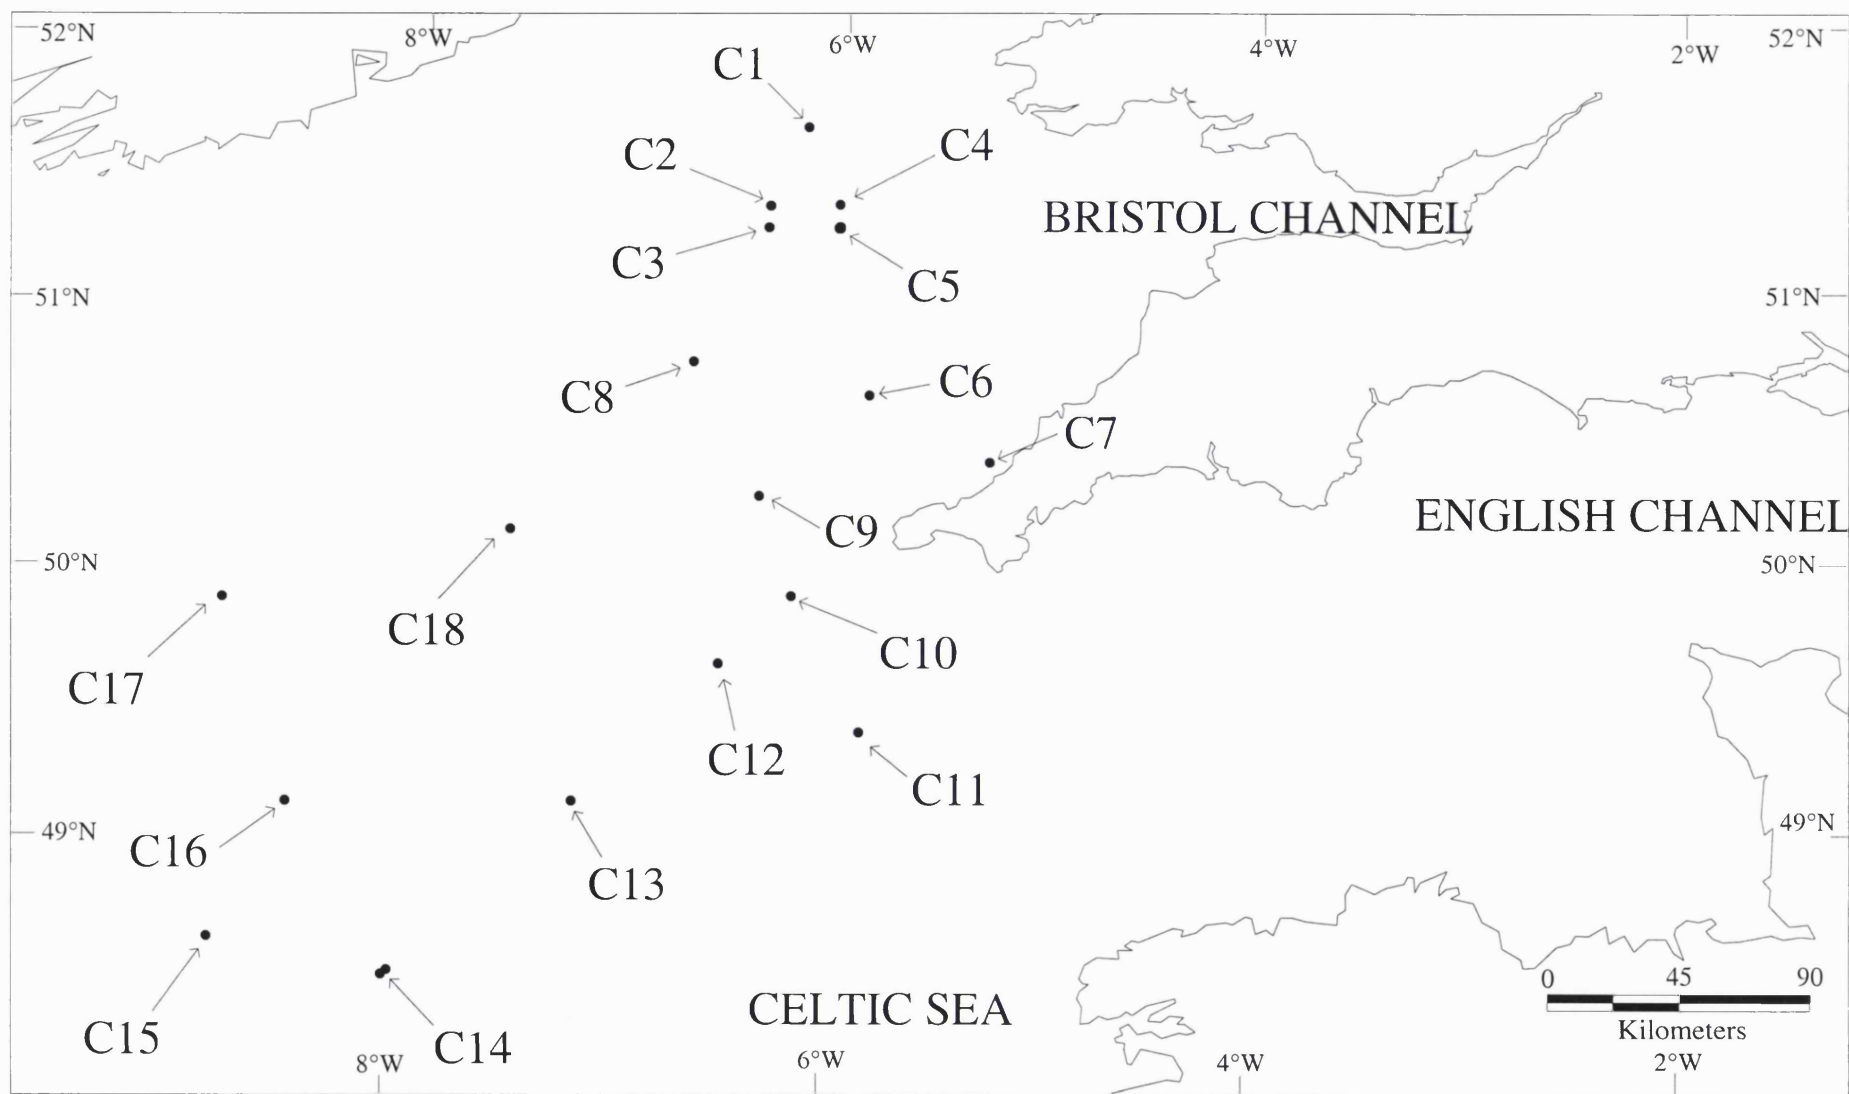 52°N
8°W
6°W
4°W
2°W
52°N
C1
C2
C4
BRISTOL CHANNEL
C3
C5
51°N
51°N
C8
C6
C7
C9
ENGLISH CHANNEL
50°N
50°N
C18
C10
C17
C12
C11
49°N
49°N
C16
C13
0 45 90
Kilometers
CELTIC SEA
C15
C14
8°W
6°W
4°W
2°W